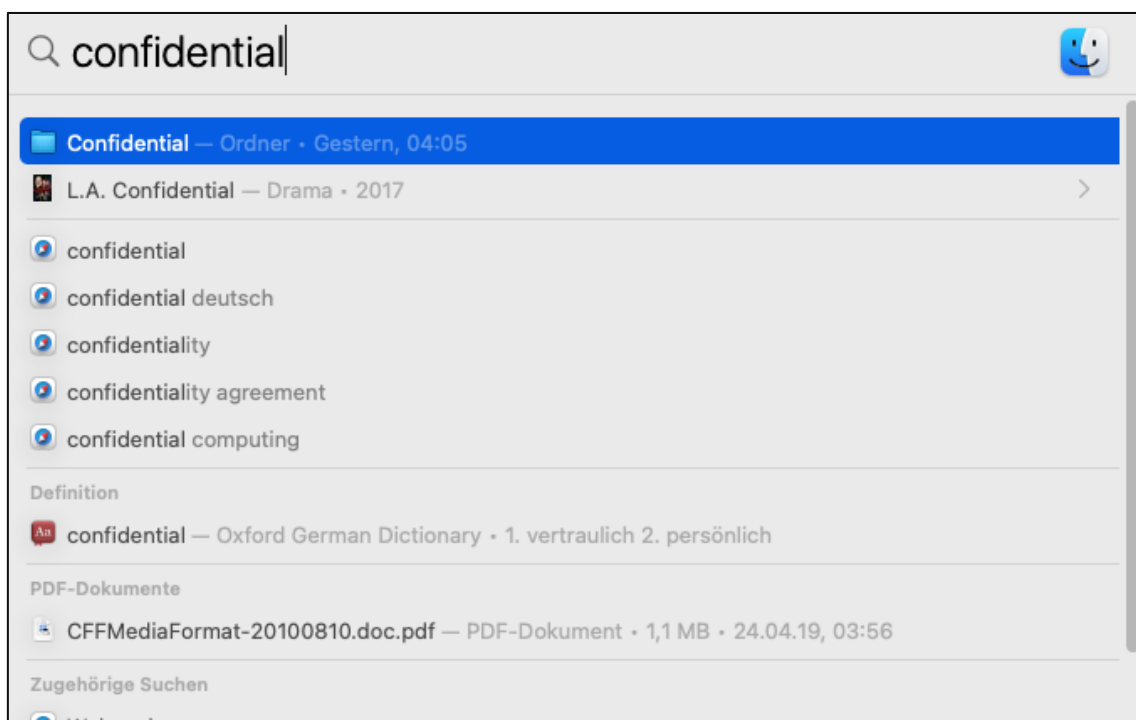 confidential
Confidential — Ordner • Gestern, 04:05
L.A. Confidential — Drama • 2017
confidential
confidential deutsch
confidentiality
confidentiality agreement
confidential computing
Definition
confidential — Oxford German Dictionary • 1. vertraulich 2. persönlich
PDF-Dokumente
CFFMediaFormat-20100810.doc.pdf — PDF-Dokument • 1,1 MB • 24.04.19, 03:56
Zugehörige Suchen